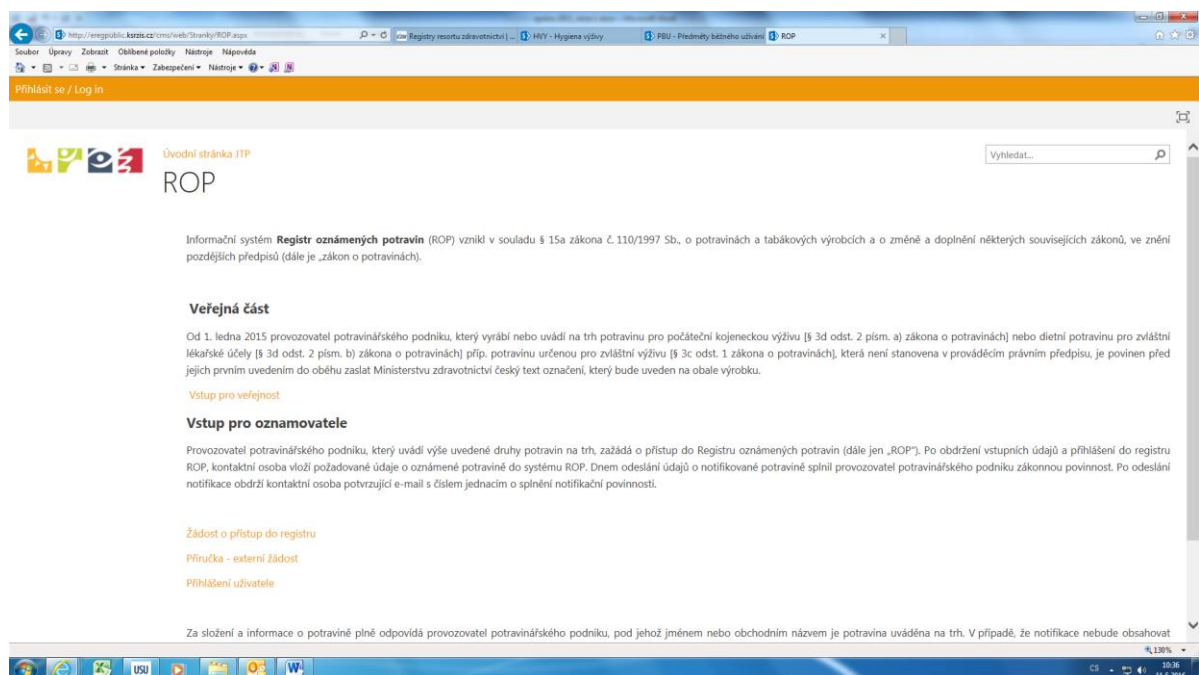 http://eregpublic.ksrzis.cz/cms/web/Stranky/ROP.aspx
Registry resortu zdravotnictví | ...
HVY - Hygiena výživy
PBU - Předměty běžného užívání
ROP
Soubor Úpravy Zobrazit Oblíbené položky Nástroje Nápověda
Stránka Zabezpečení Nástroje
Přihlásit se / Log in
Úvodní stránka JTP
Vyhledat...
ROP
Informační systém Registr oznámených potravin (ROP) vznikl v souladu § 15a zákona č. 110/1997 Sb., o potravinách a tabákových výrobcích a o změně a doplnění některých souvisejících zákonů, ve znění
pozdějších předpisů (dále je „zákon o potravinách).
Veřejná část
Od 1. ledna 2015 provozovatel potravinářského podniku, který vyrábí nebo uvádí na trh potravinu pro počáteční kojeneckou výživu [§ 3d odst. 2 písm. a) zákona o potravinách] nebo dietní potravinu pro zvláštní
lékařské účely [§ 3d odst. 2 písm. b) zákona o potravinách] příp. potravinu určenou pro zvláštní výživu [§ 3c odst. 1 zákona o potravinách], která není stanovena v prováděcím právním předpisu, je povinen před
jejich prvním uvedením do oběhu zaslat Ministerstvu zdravotnictví český text označení, který bude uveden na obale výrobku.
Vstup pro veřejnost
Vstup pro oznamovatele
Provozovatel potravinářského podniku, který uvádí výše uvedené druhy potravin na trh, zažádá o přístup do Registru oznámených potravin (dále jen „ROP"). Po obdržení vstupních údajů a přihlášení do registru
ROP, kontaktní osoba vloží požadované údaje o oznámené potravině do systému ROP. Dnem odeslání údajů o notifikované potravině splnil provozovatel potravinářského podniku zákonnou povinnost. Po odeslání
notifikace obdrží kontaktní osoba potvrzující e-mail s číslem jednacím o splnění notifikační povinnosti.
Žádost o přístup do registru
Příručka - externí žádost
Přihlášení uživatele
Za složení a informace o potravině plně odpovídá provozovatel potravinářského podniku, pod jehož jménem nebo obchodním názvem je potravina uváděna na trh. V případě, že notifikace nebude obsahovat
130%
USU
CS
10:36
11.5.2016